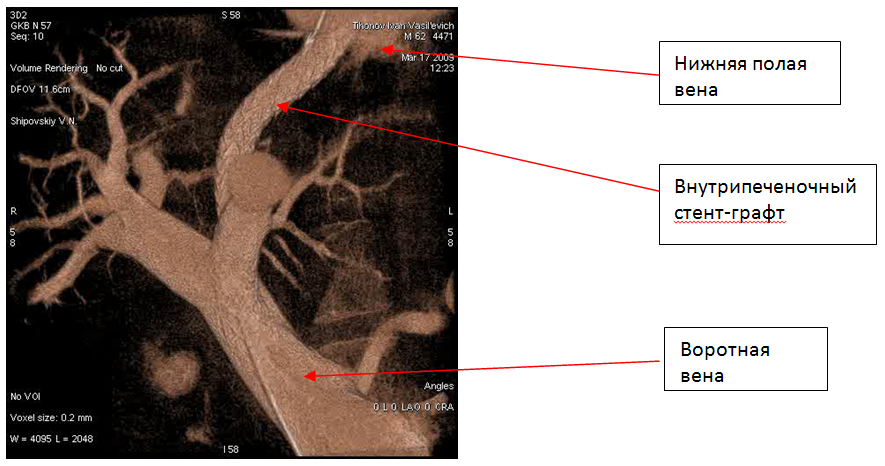 3D2
GKB N 57
Seq: 10
S 58
Tihonov Ivan Vasil'evich
M 62 4471
Mar 17 2009
12:23
Volume Rendering No cut
DFOV 11.6cm
Shipovskiy V.N.
R
5
8
L
5
8
No VOI
Voxel size: 0.2 mm
W = 4095 L = 2048
I 58
Angles
0 L 0 LAO 0 CRA
Нижняя полая
вена
Внутрипеченочный
стент-графт
Воротная
вена